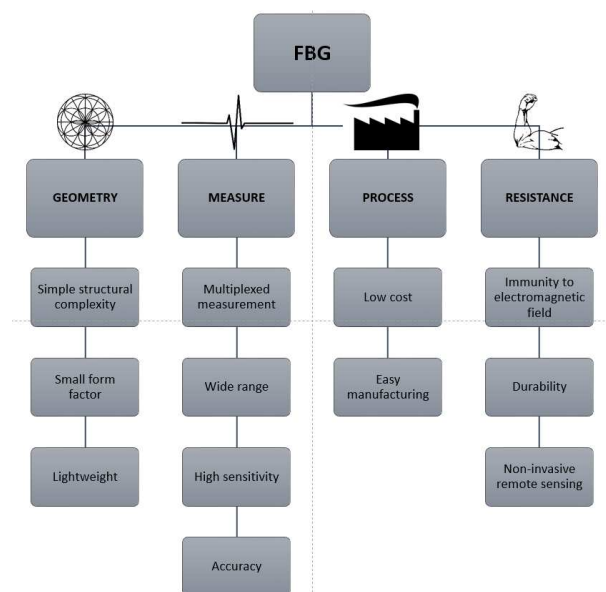 FBG
GEOMETRY
MEASURE
PROCESS
RESISTANCE
Simple structural
complexity
Multiplexed
measurement
Low cost
Immunity to
electromagnetic
field
Small form
factor
Wide range
Easy
manufacturing
Durability
Lightweight
High sensitivity
Non-invasive
remote sensing
Accuracy